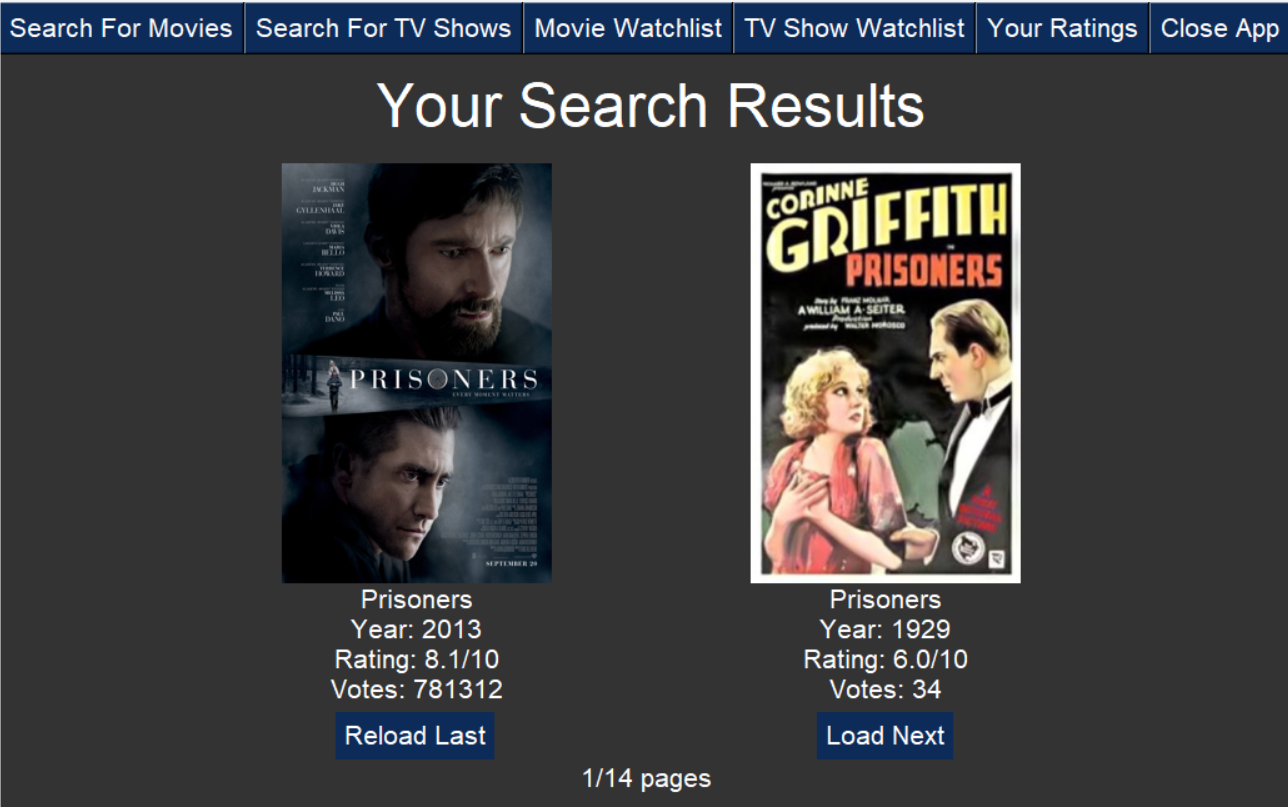 Search For Movies
Search For TV Shows
Movie Watchlist
TV Show Watchlist
Your Ratings
Close App
Your Search Results
HUGH
JACKMAN
JAKE
GYLLENHAAL
VIOLA
DAVIS
MARIA
BELLO
TERRENCE
HOWARD
MELISSA
LEO
PAUL
DANO
PRISONERS
EVERY MOMENT MATTERS
SEPTEMBER 20
CORINNE
GRIFFITH
IN
PRISONERS
Story by FRANZ MOLNAR
A WILLIAM A. SEITER
Production
produced by WALTER MOROSCO
A
Prisoners
Year: 2013
Rating: 8.1/10
Votes: 781312
Prisoners
Year: 1929
Rating: 6.0/10
Votes: 34
Reload Last
Load Next
1/14 pages